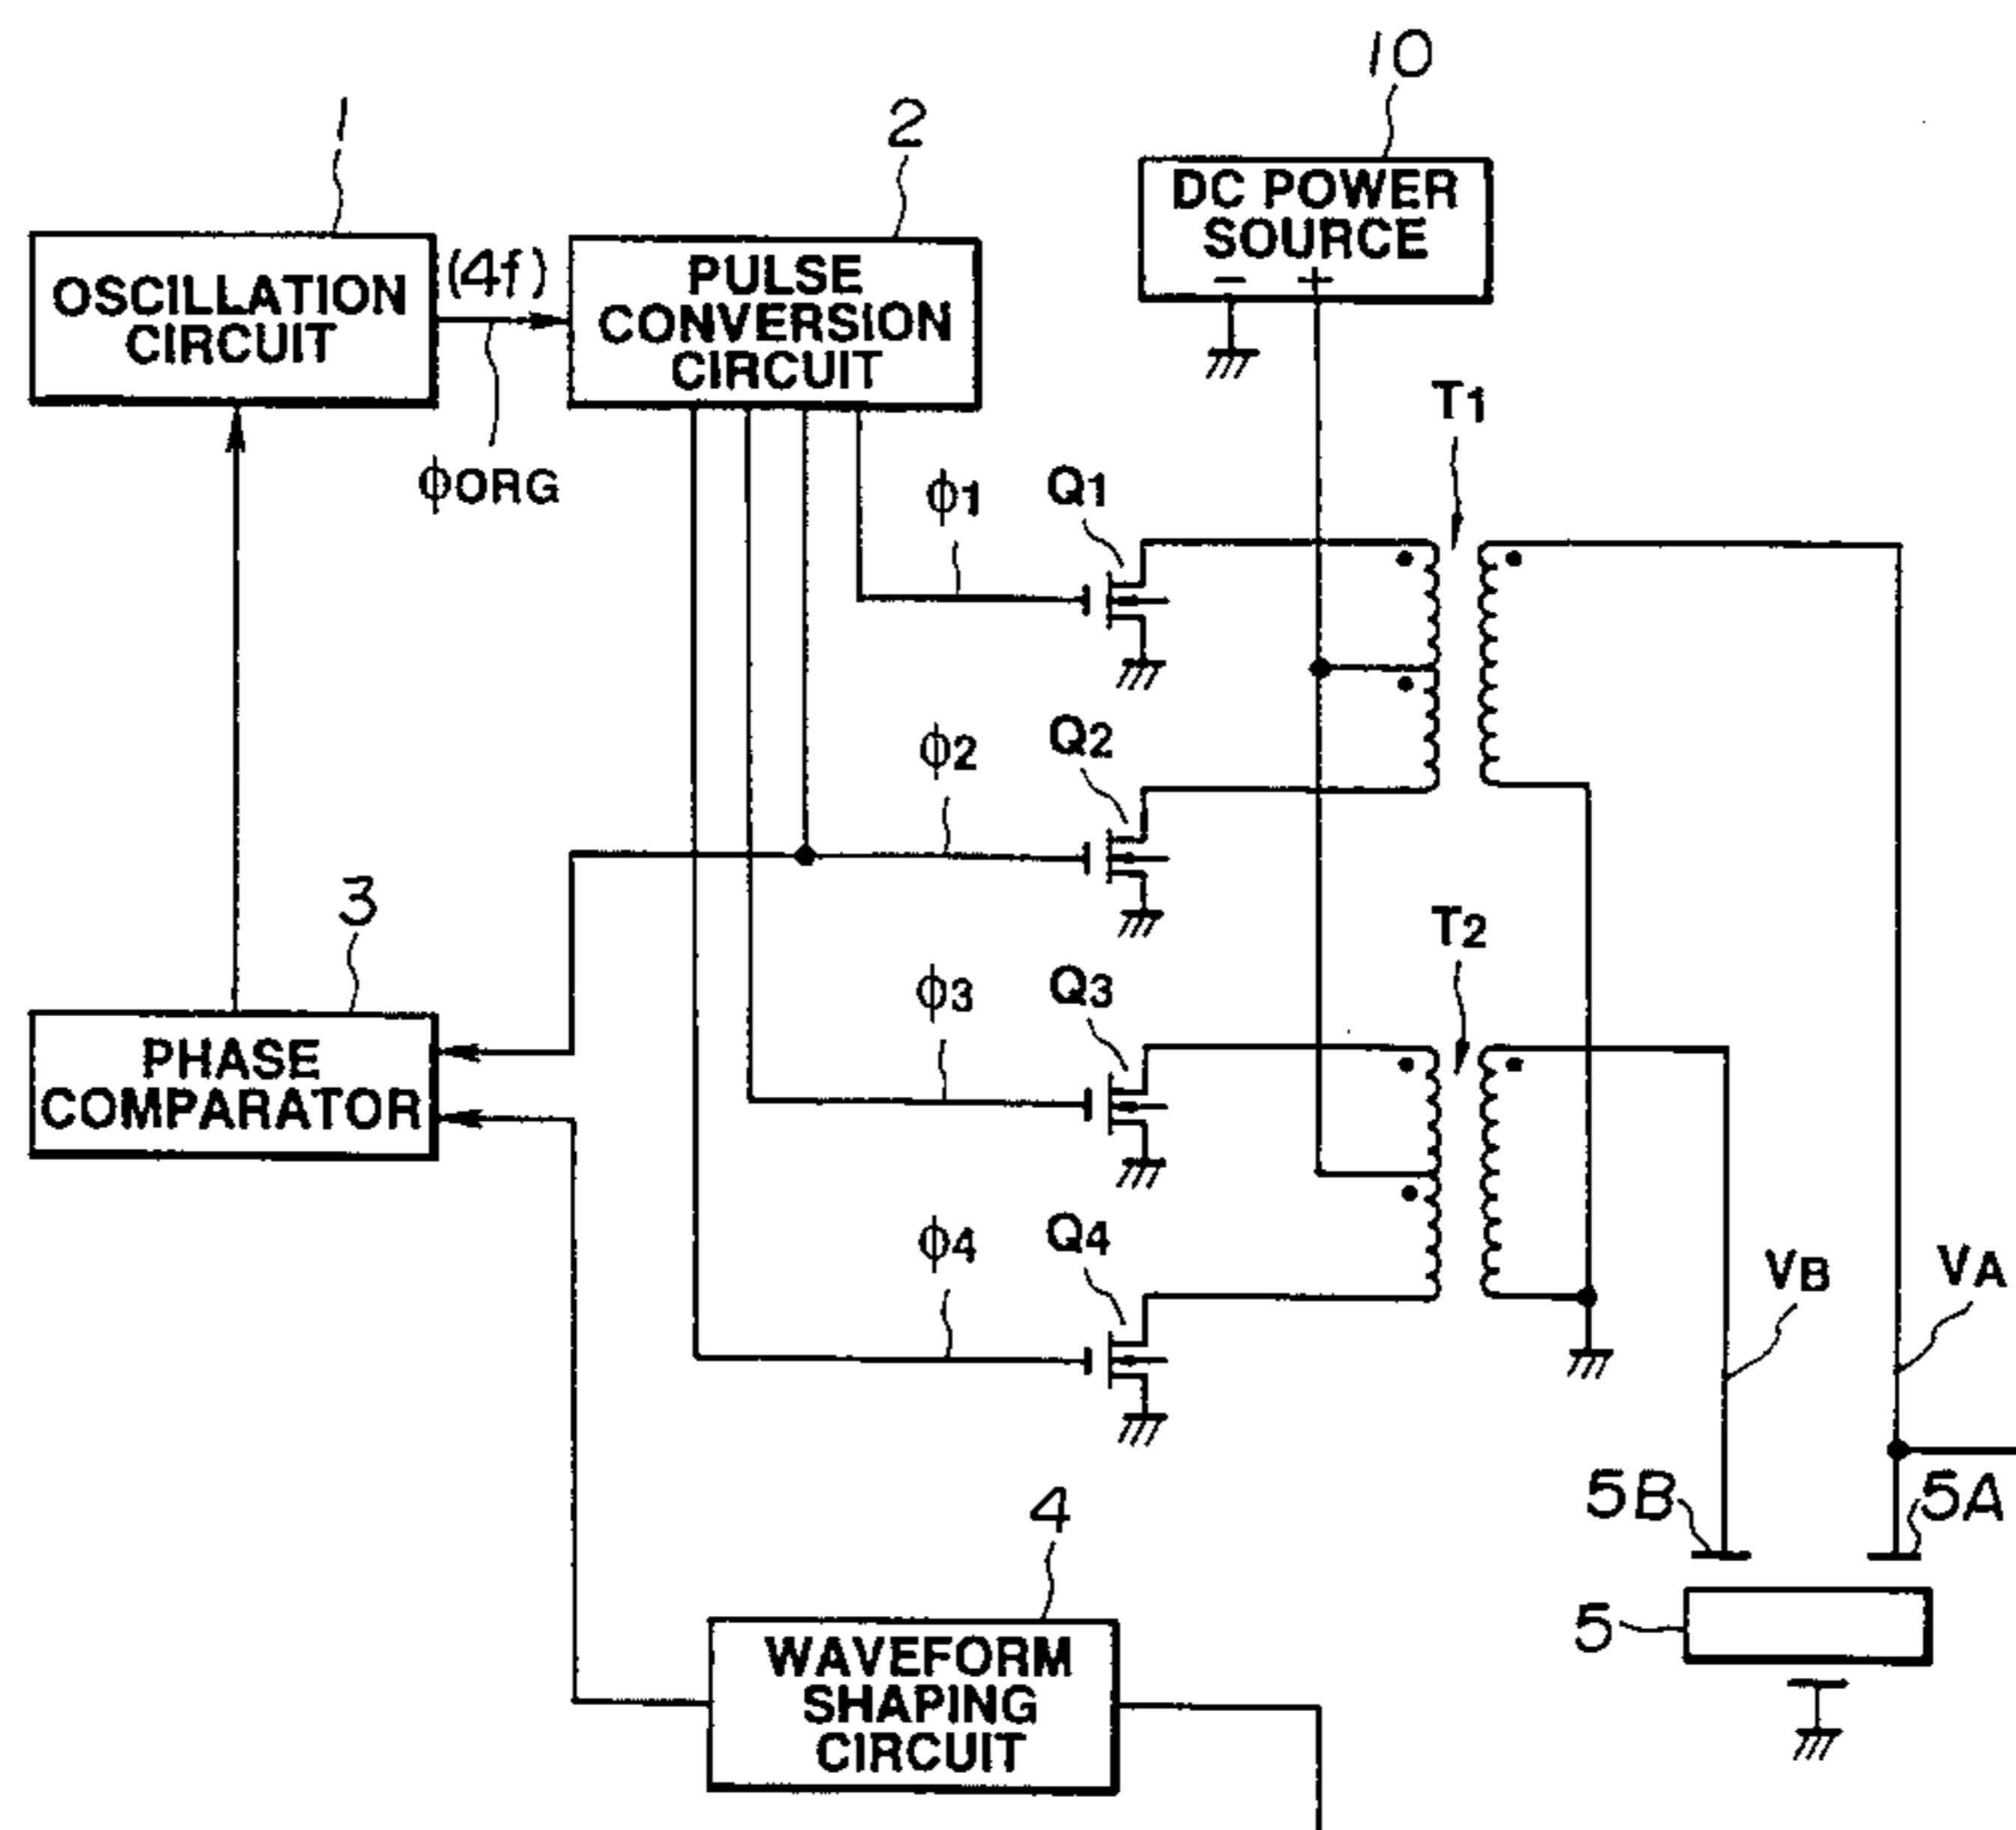 10
1
2
DC POWER
SOURCE
− +
OSCILLATION
CIRCUIT
(4f)
PULSE
CONVERSION
CIRCUIT
ϕORG
T1
ϕ1
Q1
ϕ2
Q2
3
T2
ϕ3
Q3
PHASE
COMPARATOR
ϕ4
Q4
VB
VA
5B
5A
4
5
WAVEFORM
SHAPING
CIRCUIT